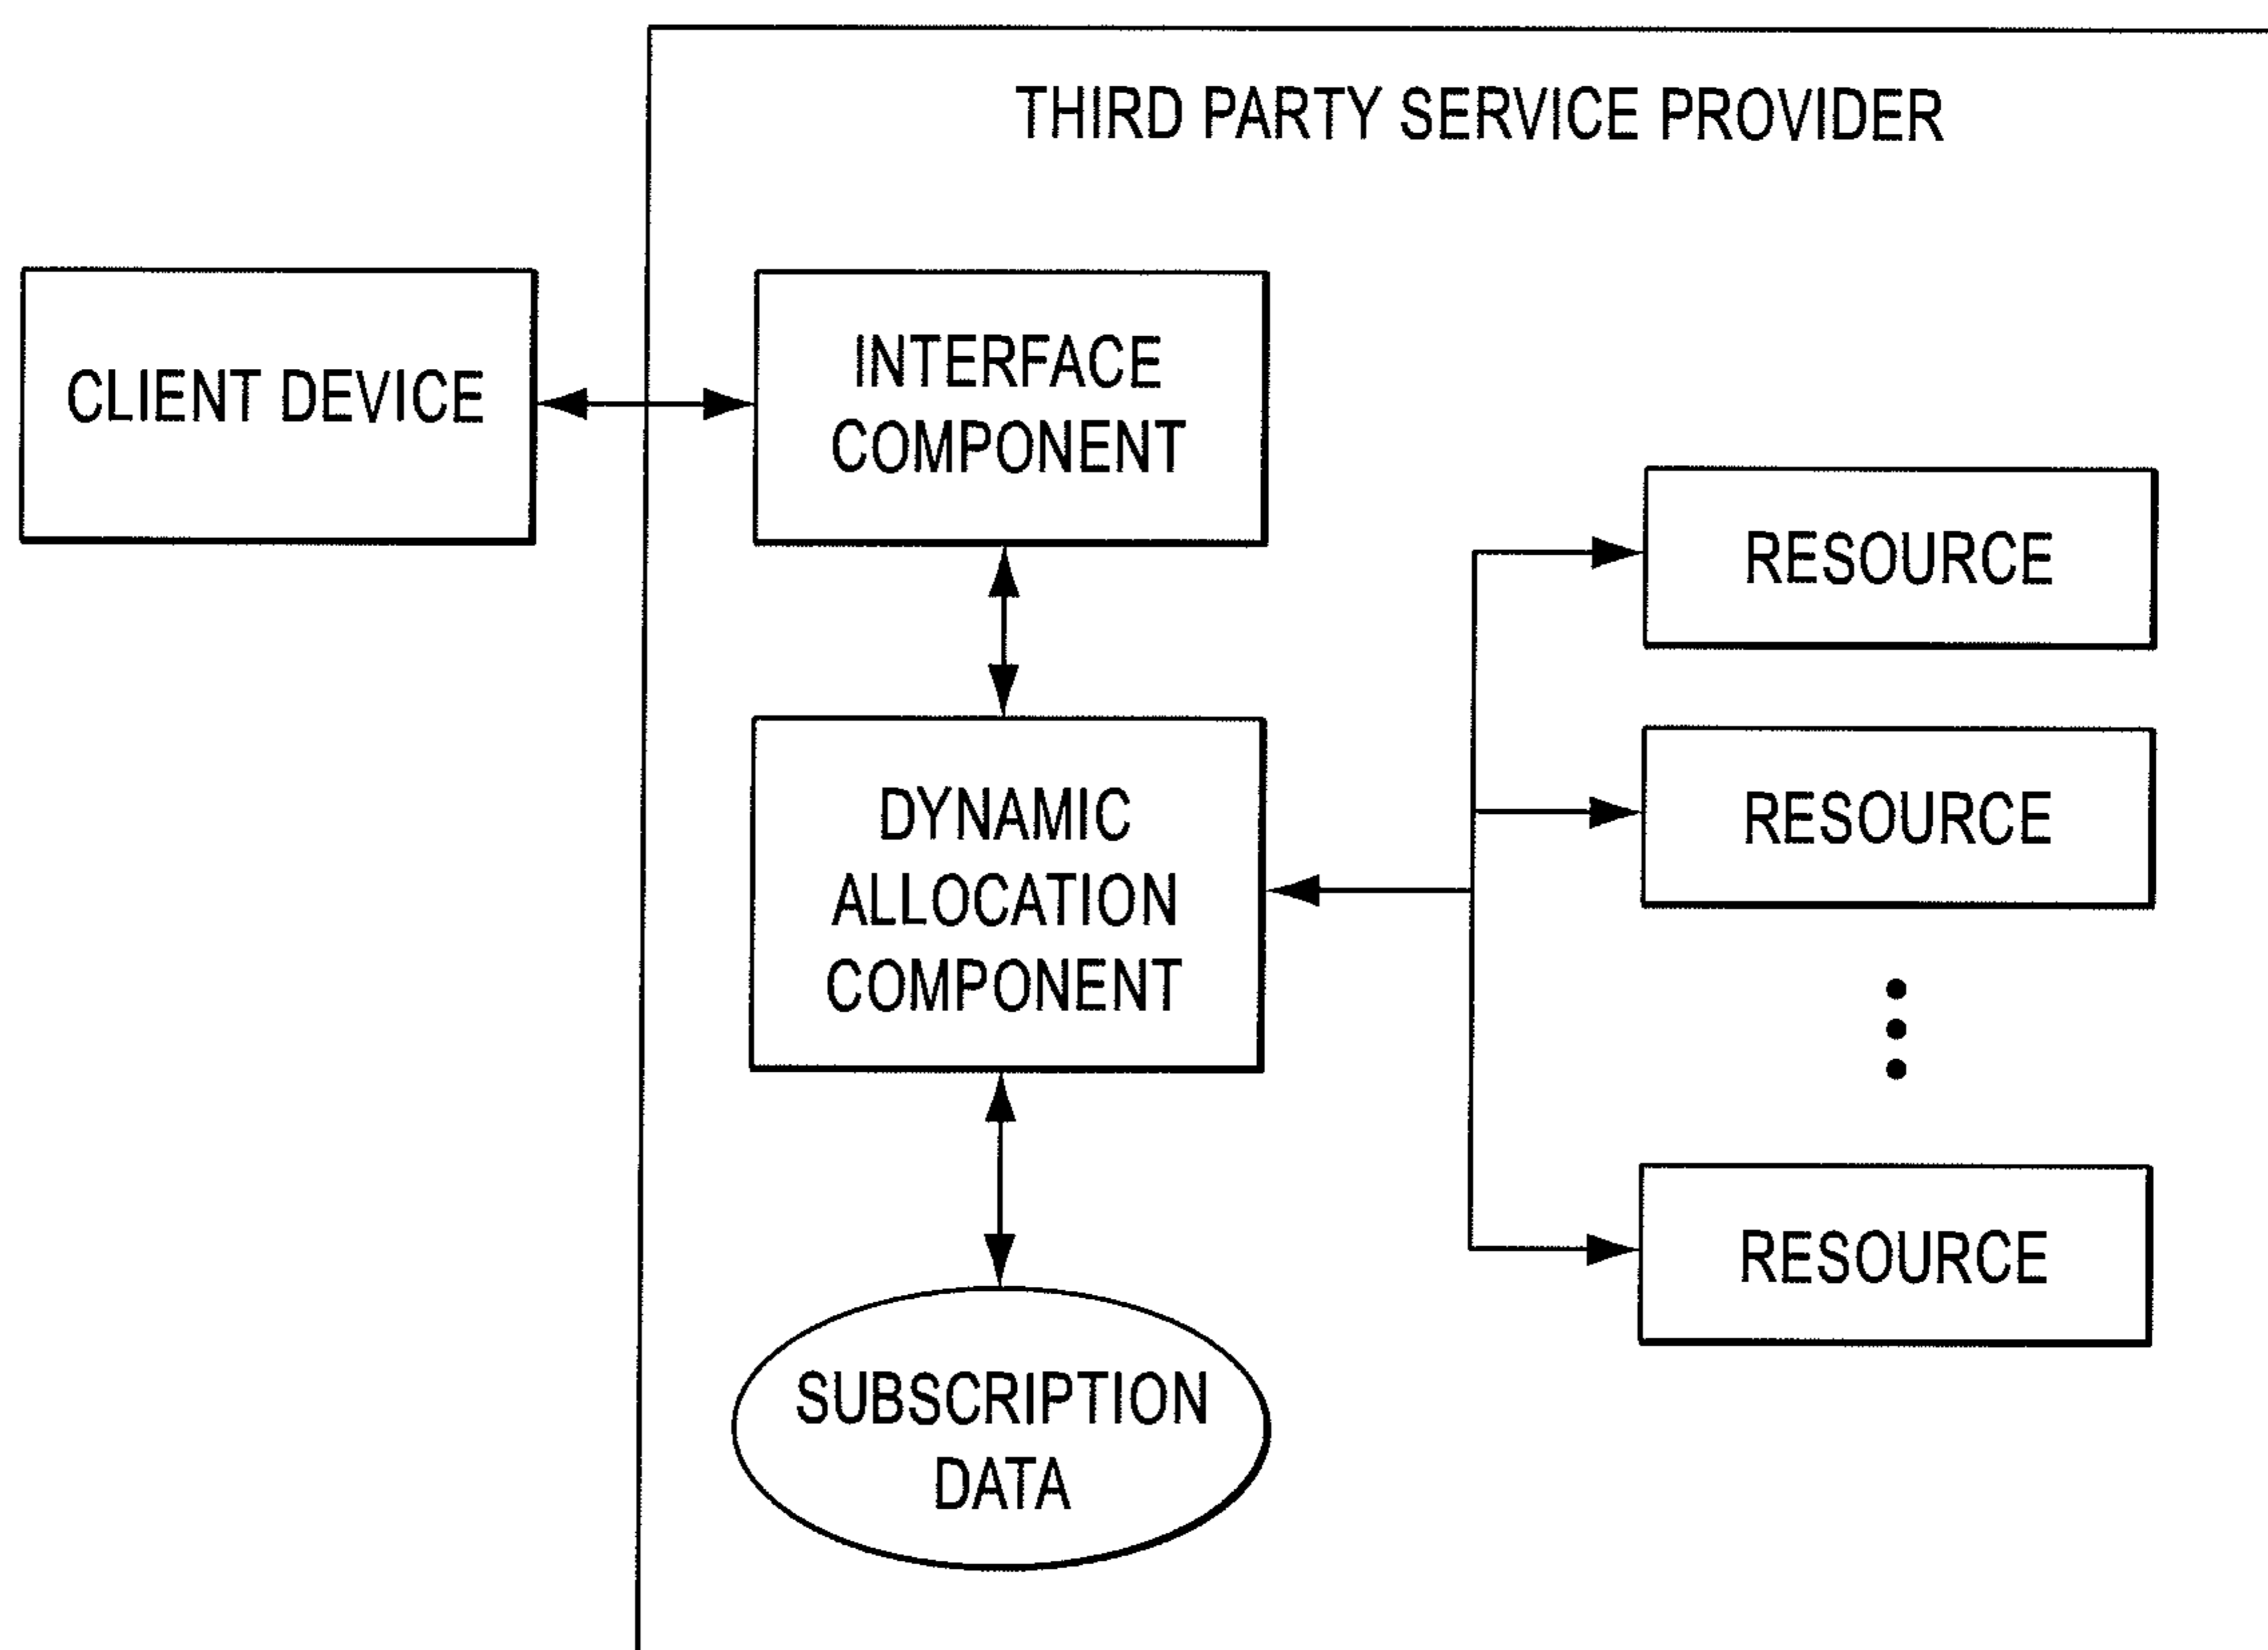 THIRD PARTY SERVICE PROVIDER
CLIENT DEVICE
INTERFACE
COMPONENT
RESOURCE
DYNAMIC
ALLOCATION
COMPONENT
RESOURCE
RESOURCE
SUBSCRIPTION
DATA